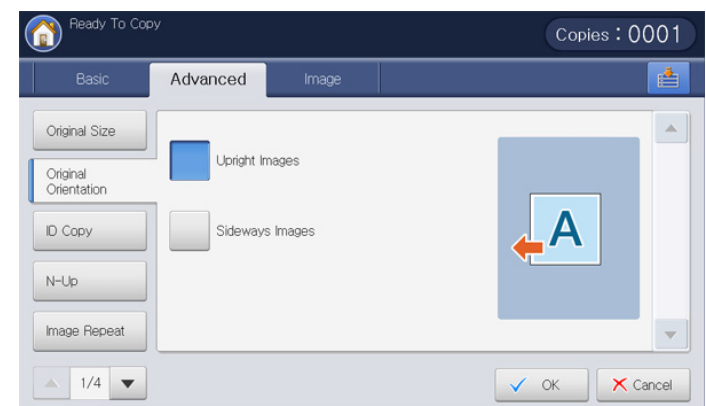 Ready To Copy
Copies : 0001
Basic
Advanced
Image
Original Size
Original
Orientation
ID Copy
N-Up
Image Repeat
Upright Images
Sideways Images
A
1/4
OK
Cancel